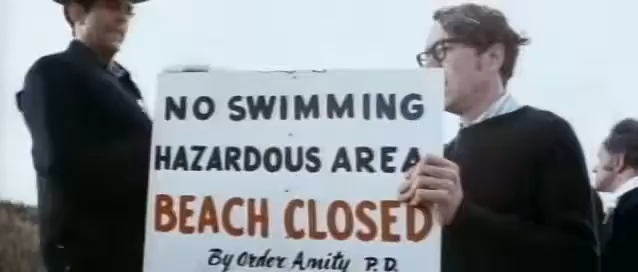 NO SWIMMING
HAZARDOUS AREA
BEACH CLOSED
By Order Amity P.D.